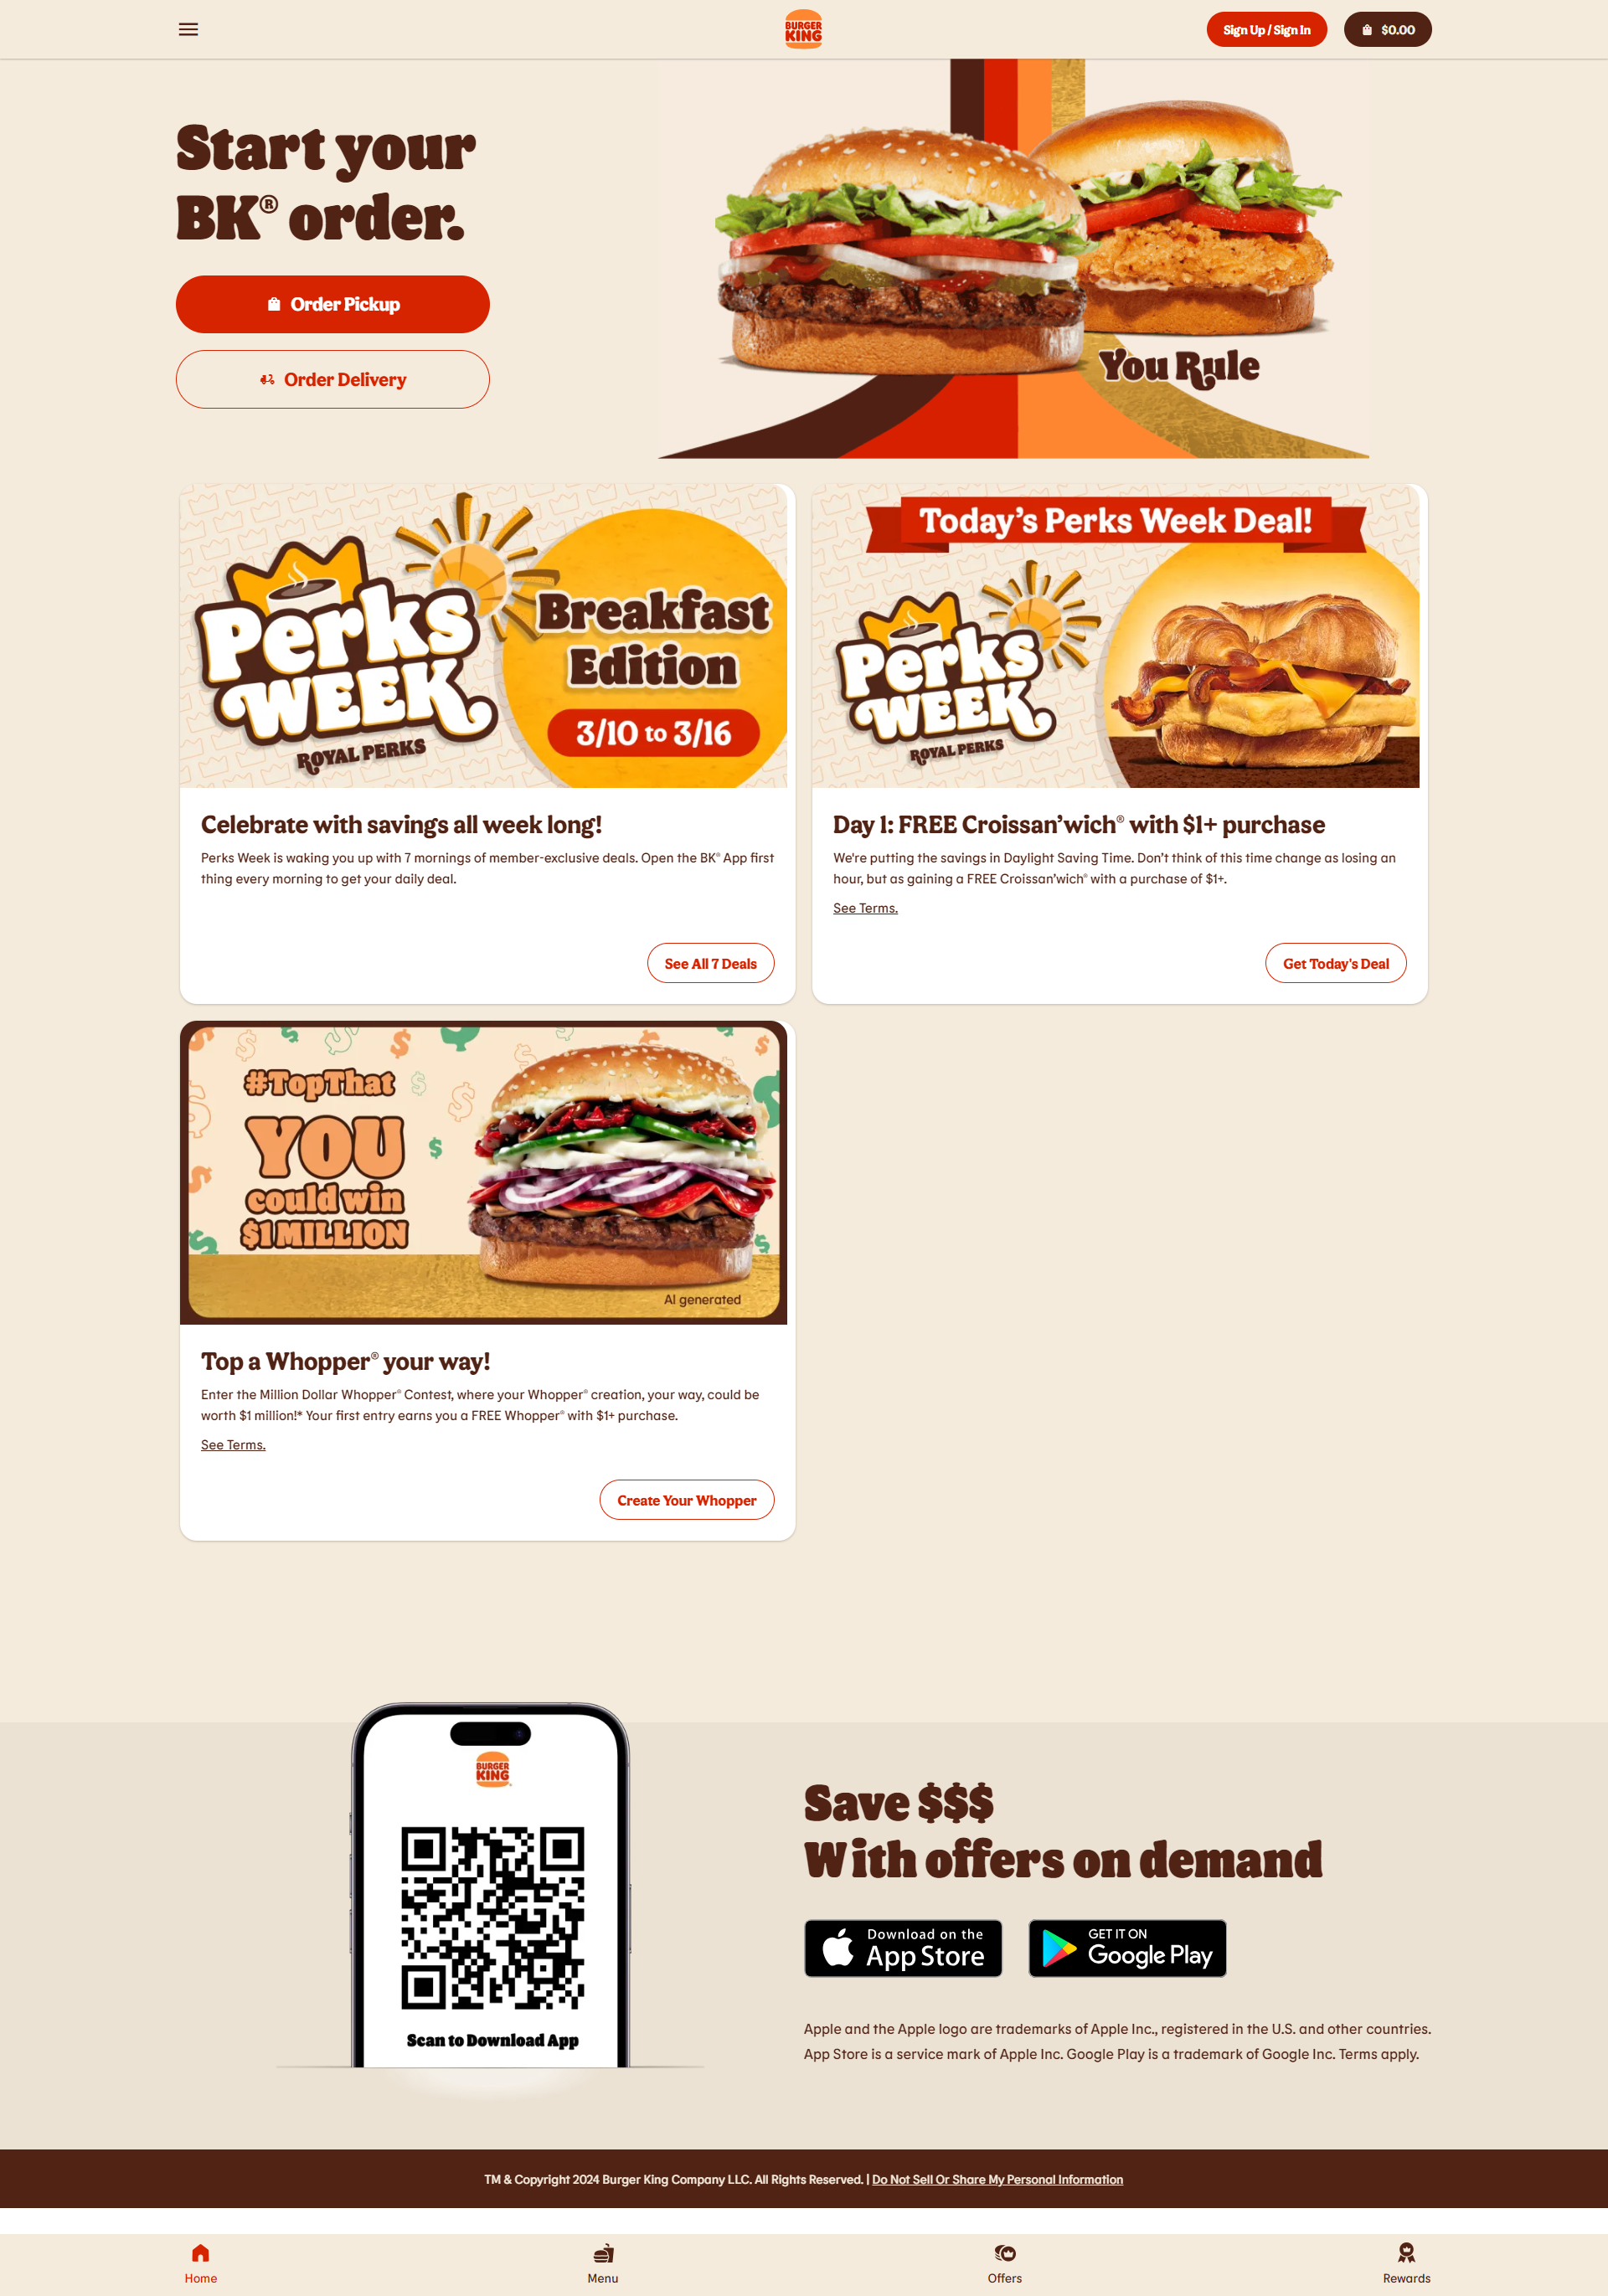 BURGER
KING
Sign Up / Sign In
$0.00
Start your
BK® order.
Order Pickup
Order Delivery
You Rule
Perks
WEEK
ROYAL PERKS
Breakfast
Edition
3/10 to 3/16
Celebrate with savings all week long!
Perks Week is waking you up with 7 mornings of member-exclusive deals. Open the BK® App first
thing every morning to get your daily deal.
See All 7 Deals
Today's Perks Week Deal!
Perks
WEEK
ROYAL PERKS
Day 1: FREE Croissan'wich® with $1+ purchase
We're putting the savings in Daylight Saving Time. Don't think of this time change as losing an
hour, but as gaining a FREE Croissan'wich® with a purchase of $1+.
See Terms.
Get Today's Deal
#TopThat
YOU
could win
$1 MILLION
AI generated
Top a Whopper® your way!
Enter the Million Dollar Whopper® Contest, where your Whopper® creation, your way, could be
worth $1 million!* Your first entry earns you a FREE Whopper® with $1+ purchase.
See Terms.
Create Your Whopper
BURGER
KING
Scan to Download App
Save $$$
With offers on demand
Download on the
App Store
GET IT ON
Google Play
Apple and the Apple logo are trademarks of Apple Inc., registered in the U.S. and other countries.
App Store is a service mark of Apple Inc. Google Play is a trademark of Google Inc. Terms apply.
TM & Copyright 2024 Burger King Company LLC. All Rights Reserved. | Do Not Sell Or Share My Personal Information
Home
Menu
Offers
Rewards